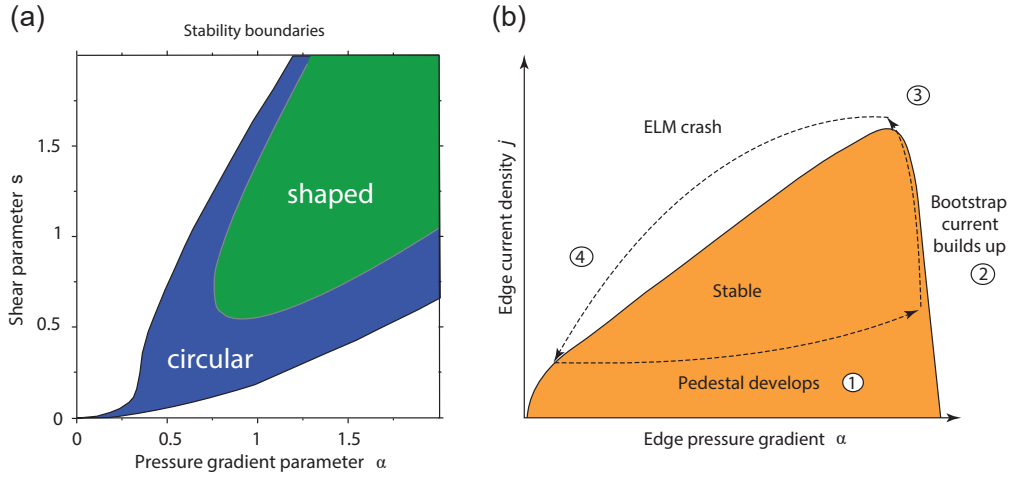 (a)
Stability boundaries
Shear parameter s
1.5
1
0.5
0
shaped
circular
0
0.5
1
1.5
Pressure gradient parameter α
(b)
Edge current density j
ELM crash
③
Bootstrap
current
builds up
②
④
Stable
Pedestal develops ①
Edge pressure gradient α